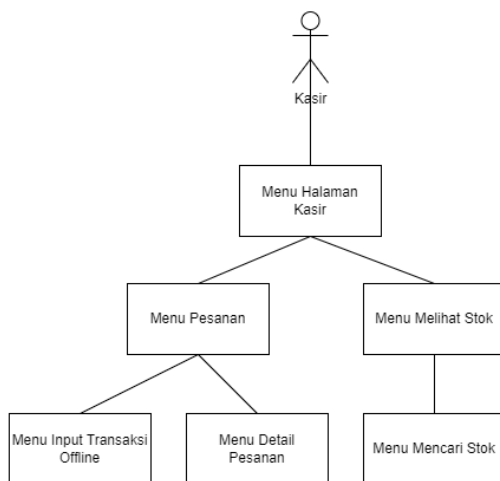 Kasir
Menu Halaman
Kasir
Menu Pesanan
Menu Melihat Stok
Menu Input Transaksi
Offline
Menu Detail
Pesanan
Menu Mencari Stok